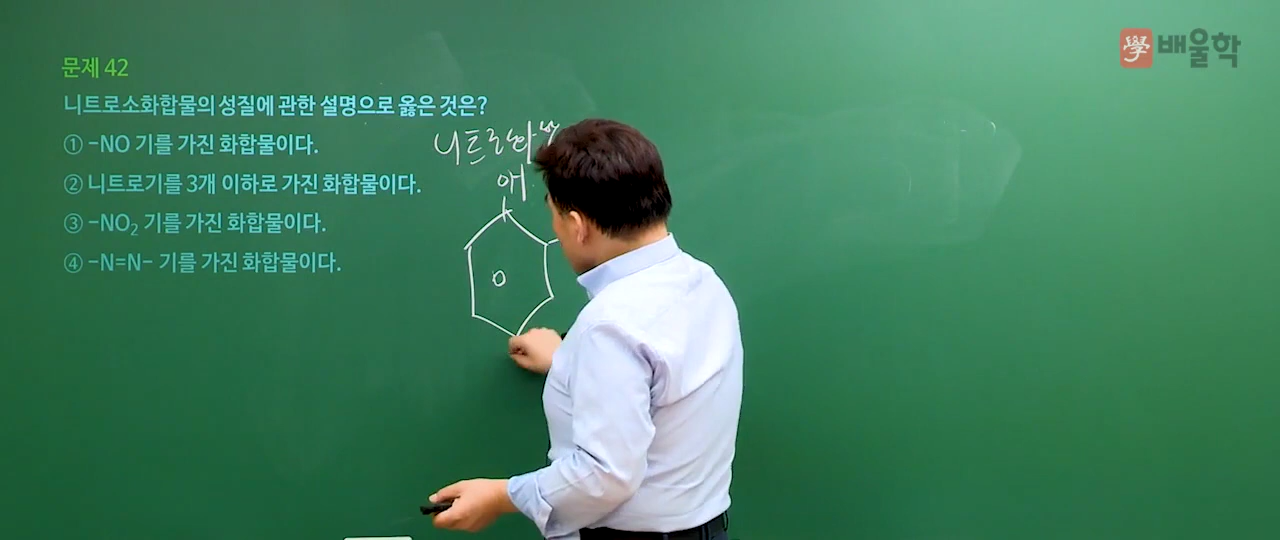 學 배울학
문제 42
니트로소화합물의 성질에 관한 설명으로 옳은 것은?
① -NO 기를 가진 화합물이다.
② 니트로기를 3개 이하로 가진 화합물이다.
③ -NO₂ 기를 가진 화합물이다.
④ -N=N- 기를 가진 화합물이다.
니트로화